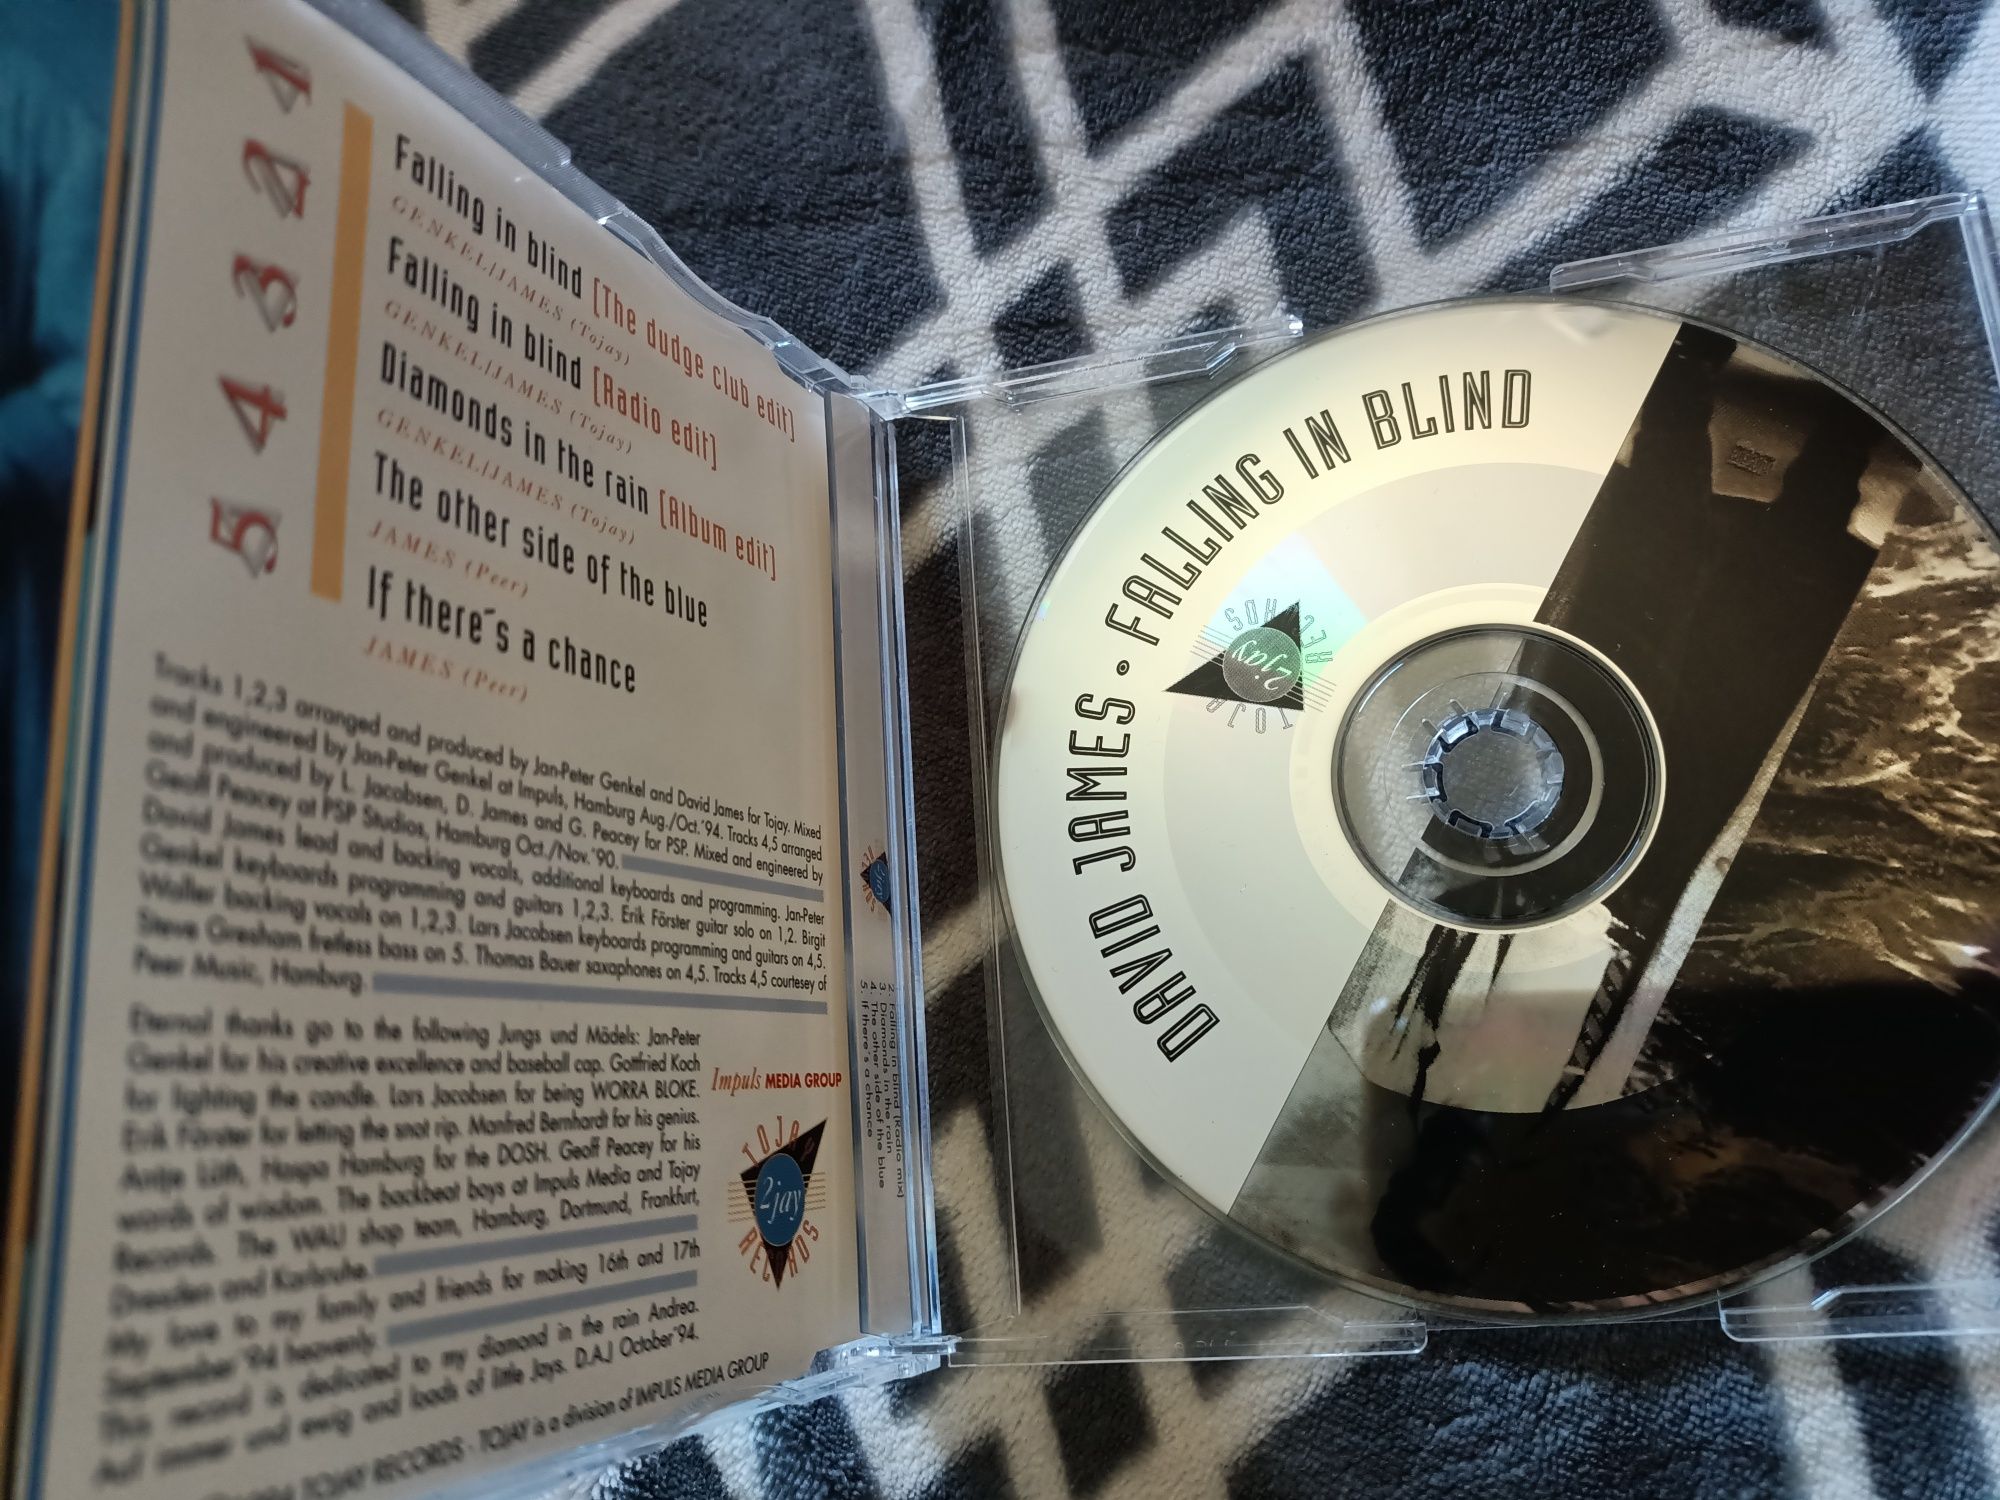 1
Falling in blind [The dudge club edit]
GENKEL/JAMES (Tojay)
2
Falling in blind [Radio edit]
GENKEL/JAMES (Tojay)
3
Diamonds in the rain [Album edit]
GENKEL/JAMES (Tojay)
4
The other side of the blue
JAMES (Peer)
5
If there´s a chance
JAMES (Peer)
Tracks 1,2,3 arranged and produced by Jan-Peter Genkel and David James for Tojay. Mixed
and engineered by Jan-Peter Genkel at Impuls, Hamburg Aug./Oct.'94. Tracks 4,5 arranged
and produced by L. Jacobsen, D. James and G. Peacey for PSP. Mixed and engineered by
Geoff Peacey at PSP Studios, Hamburg Oct./Nov.'90.
David James lead and backing vocals, additional keyboards and programming. Jan-Peter
Genkel keyboards programming and guitars 1,2,3. Erik Förster guitar solo on 1,2. Birgit
Waller backing vocals on 1,2,3. Lars Jacobsen keyboards programming and guitars on 4,5.
Steve Gresham fretless bass on 5. Thomas Bauer saxaphones on 4,5. Tracks 4,5 courtesey of
Peer Music, Hamburg.
Eternal thanks go to the following Jungs und Mädels: Jan-Peter
Genkel for his creative excellence and baseball cap. Gottfried Koch
for lighting the candle. Lars Jacobsen for being WORRA BLOKE.
Erik Förster for letting the snot rip. Manfred Bernhardt for his genius.
Antje Lüth, Haspa Hamburg for the DOSH. Geoff Peacey for his
words of wisdom. The backbeat boys at Impuls Media and Tojay
Records. The WAU shop team, Hamburg, Dortmund, Frankfurt,
Dresden and Karlsruhe.
My love to my family and friends for making 16th and 17th
September '94 heavenly.
This record is dedicated to my diamond in the rain Andrea.
Auf immer und ewig and loads of little Jays. D.A.J October'94.
1994 TOJAY RECORDS · TOJAY is a division of IMPULS MEDIA GROUP
Impuls MEDIA GROUP
TOJAY
2jay
RECORDS
2jay
2. Falling in blind (Radio mix)
3. Diamonds in the rain
4. The other side of the blue
5. If there's a chance
DAVID JAMES • FALLING IN BLIND
2jay